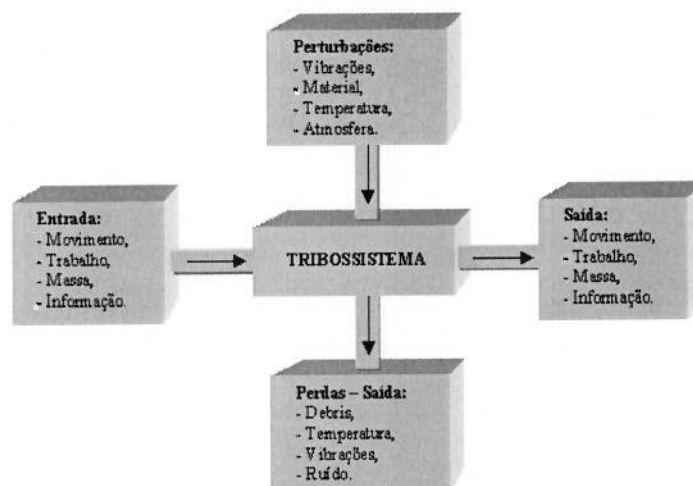 Perturbações:
- Vibrações,
- Material,
- Temperatura,
- Atmosfera.
Entrada:
- Movimento,
- Trabalho,
- Massa,
- Informação.
TRIBOSSISTEMA
Saída:
- Movimento,
- Trabalho,
- Massa,
- Informação.
Perdas – Saída:
- Debris,
- Temperatura,
- Vibrações,
- Ruído.